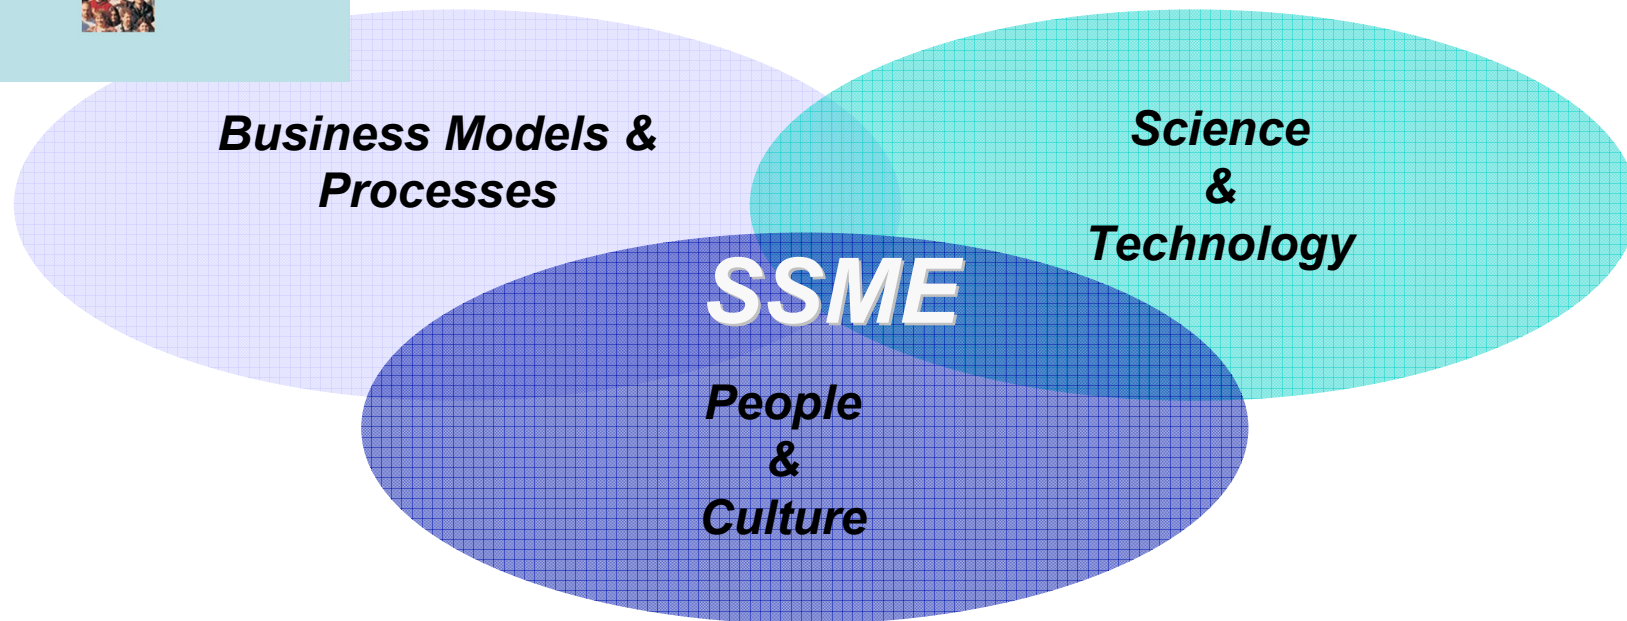 Business Models &
Processes
Science
&
Technology
SSME
People
&
Culture